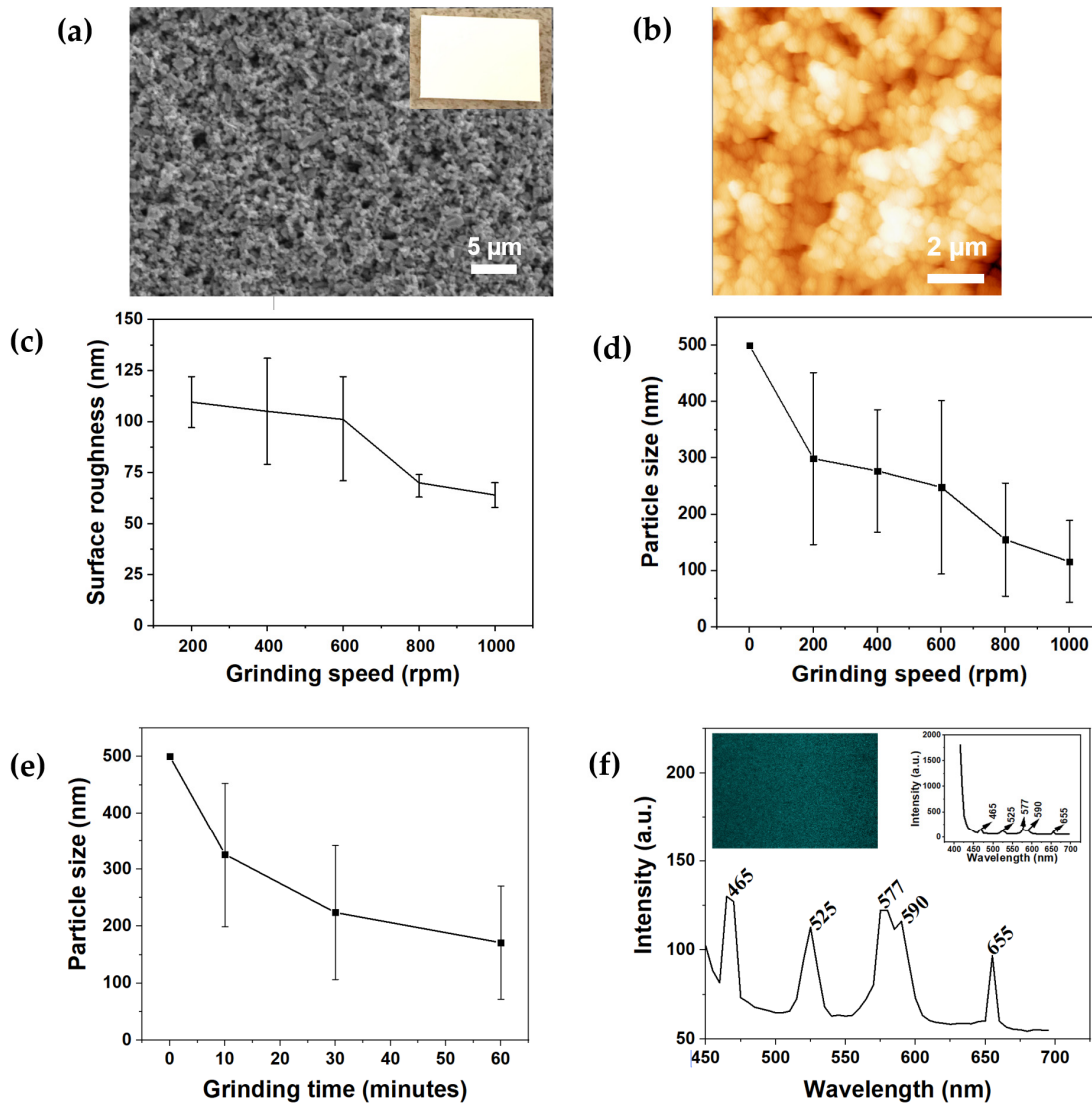 (a)
5 µm
(b)
2 µm
(c)
150
125
100
75
50
25
0
200 400 600 800 1000
Surface roughness (nm)
Grinding speed (rpm)
(d)
500
400
300
200
100
0
0 200 400 600 800 1000
Particle size (nm)
Grinding speed (rpm)
(e)
500
400
300
200
100
0
0 10 20 30 40 50 60
Particle size (nm)
Grinding time (minutes)
(f)
200
150
100
50
450 500 550 600 650 700
Intensity (a.u.)
Wavelength (nm)
465
525
577
590
655
2000
1500
1000
500
0
400 450 500 550 600 650 700
Intensity (a.u.)
Wavelength (nm)
465
525
577
590
655